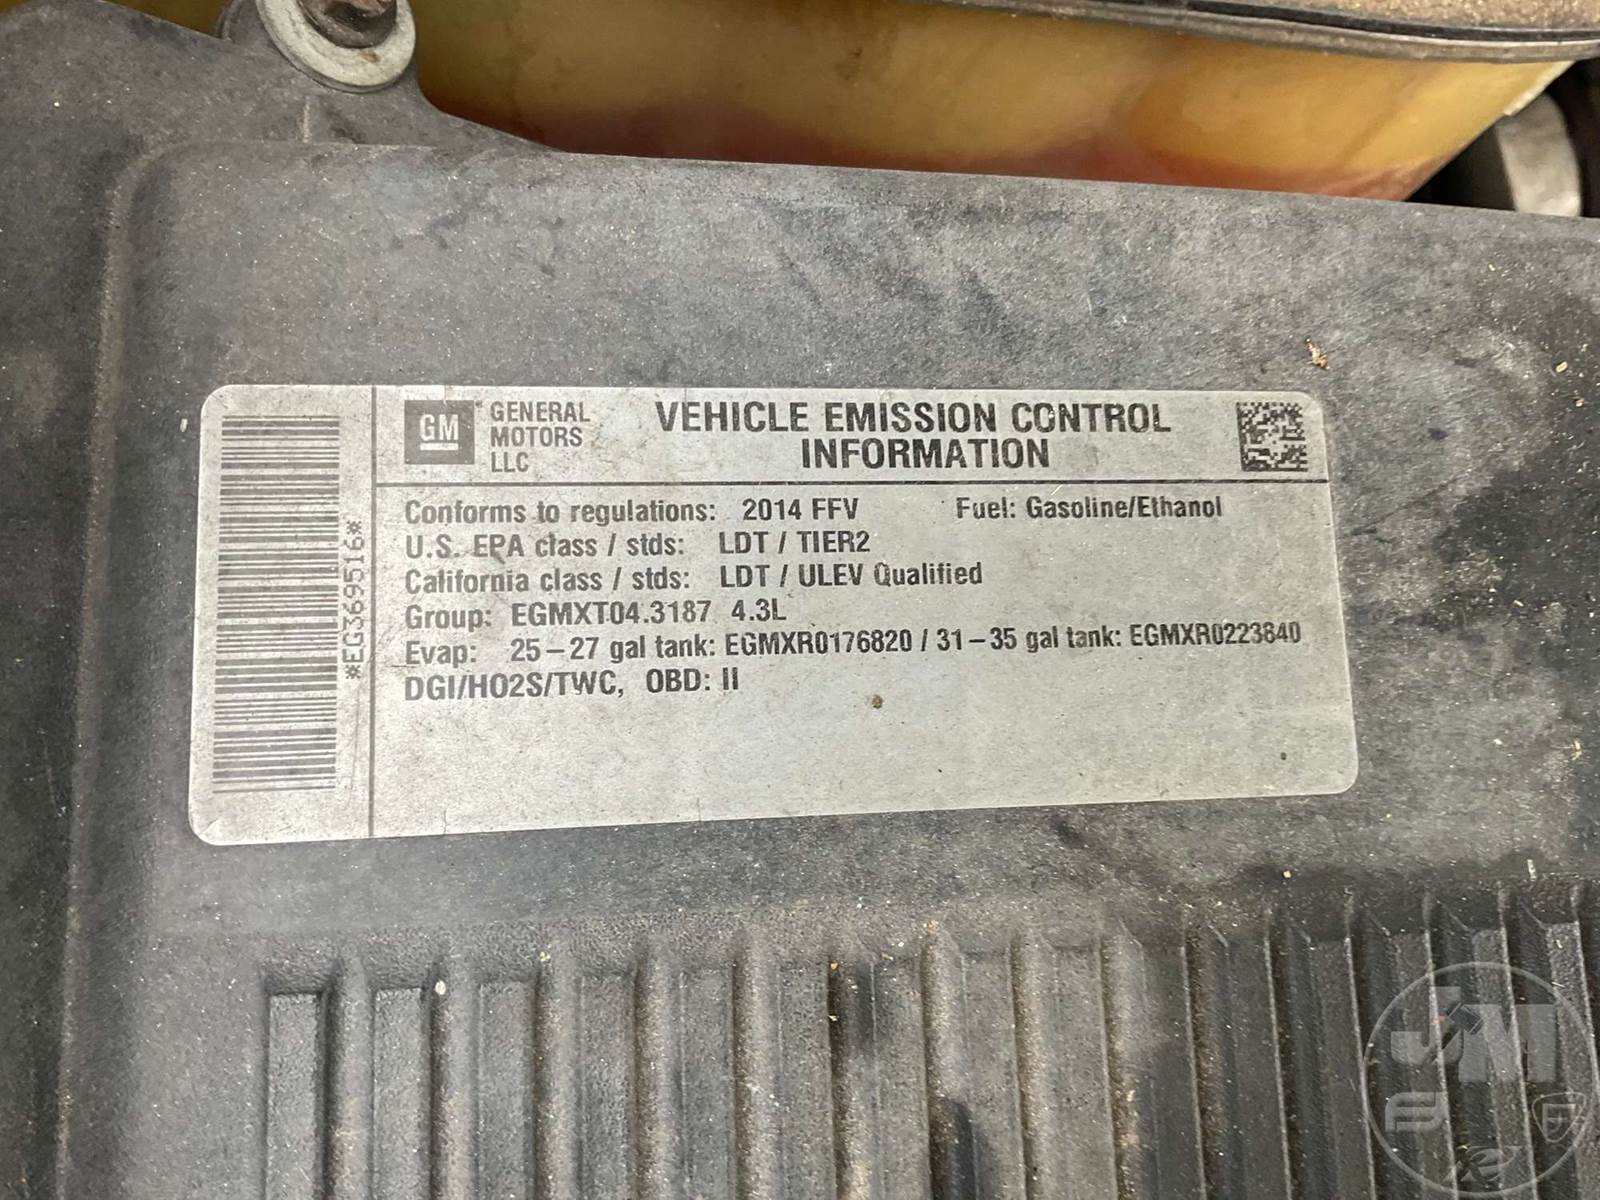 *EG369516*
GM
GENERAL
MOTORS
LLC
VEHICLE EMISSION CONTROL
INFORMATION
Conforms to regulations: 2014 FFV Fuel: Gasoline/Ethanol
U.S. EPA class / stds: LDT / TIER2
California class / stds: LDT / ULEV Qualified
Group: EGMXT04.3187 4.3L
Evap: 25-27 gal tank: EGMXR0176820 / 31-35 gal tank: EGMXR0223840
DGI/HO2S/TWC, OBD: II
JM